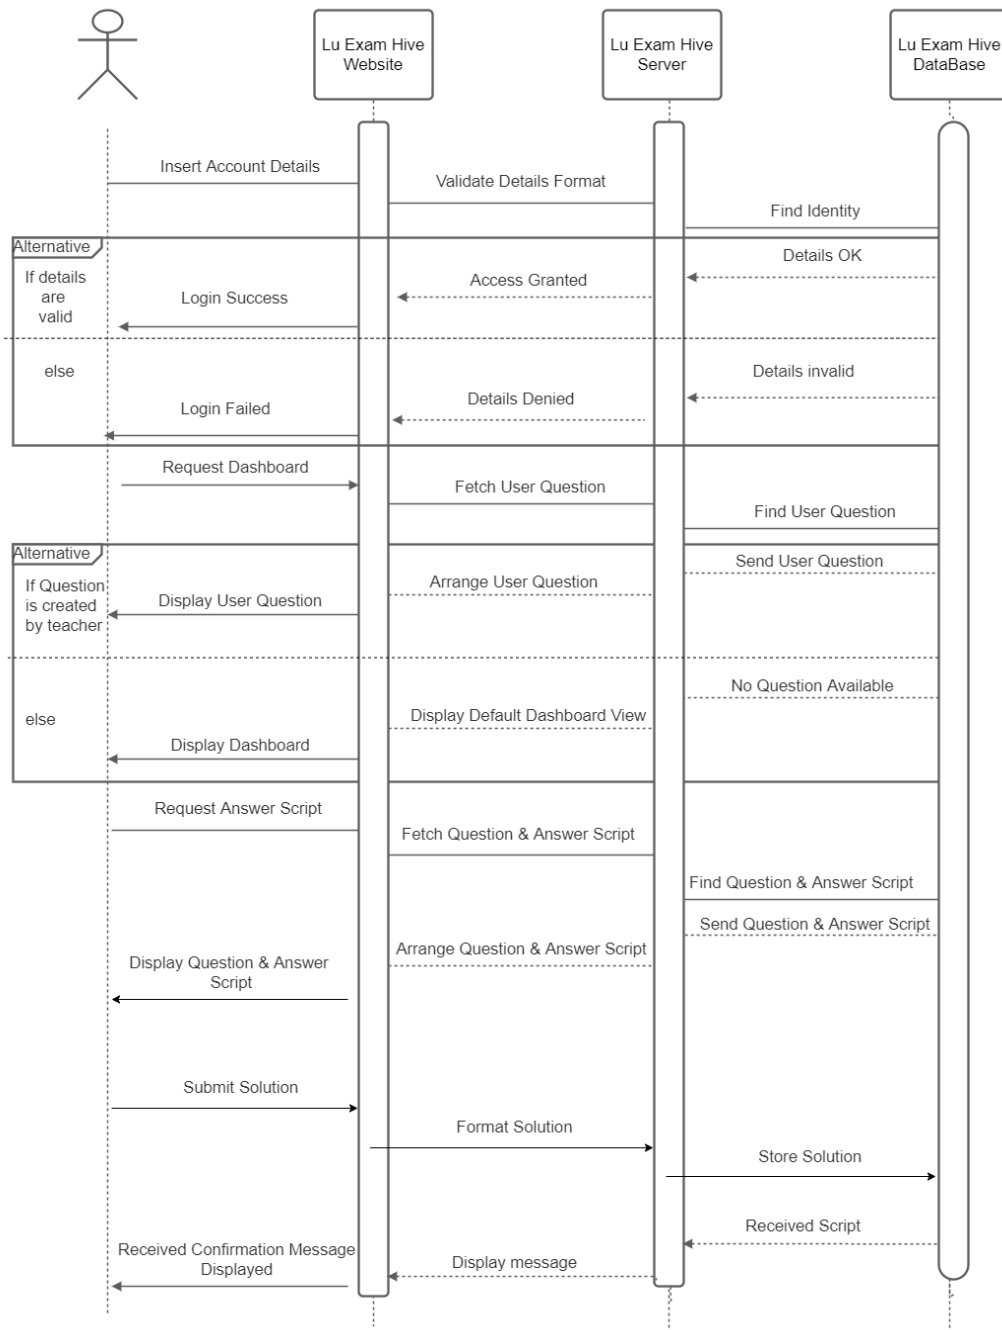 Lu Exam Hive
Website
Lu Exam Hive
Server
Lu Exam Hive
DataBase
Insert Account Details
Validate Details Format
Find Identity
Alternative
If details
are
valid
Details OK
Access Granted
Login Success
else
Details invalid
Details Denied
Login Failed
Request Dashboard
Fetch User Question
Find User Question
Alternative
If Question
is created
by teacher
Send User Question
Arrange User Question
Display User Question
else
No Question Available
Display Default Dashboard View
Display Dashboard
Request Answer Script
Fetch Question & Answer Script
Find Question & Answer Script
Send Question & Answer Script
Arrange Question & Answer Script
Display Question & Answer
Script
Submit Solution
Format Solution
Store Solution
Received Script
Display message
Received Confirmation Message
Displayed